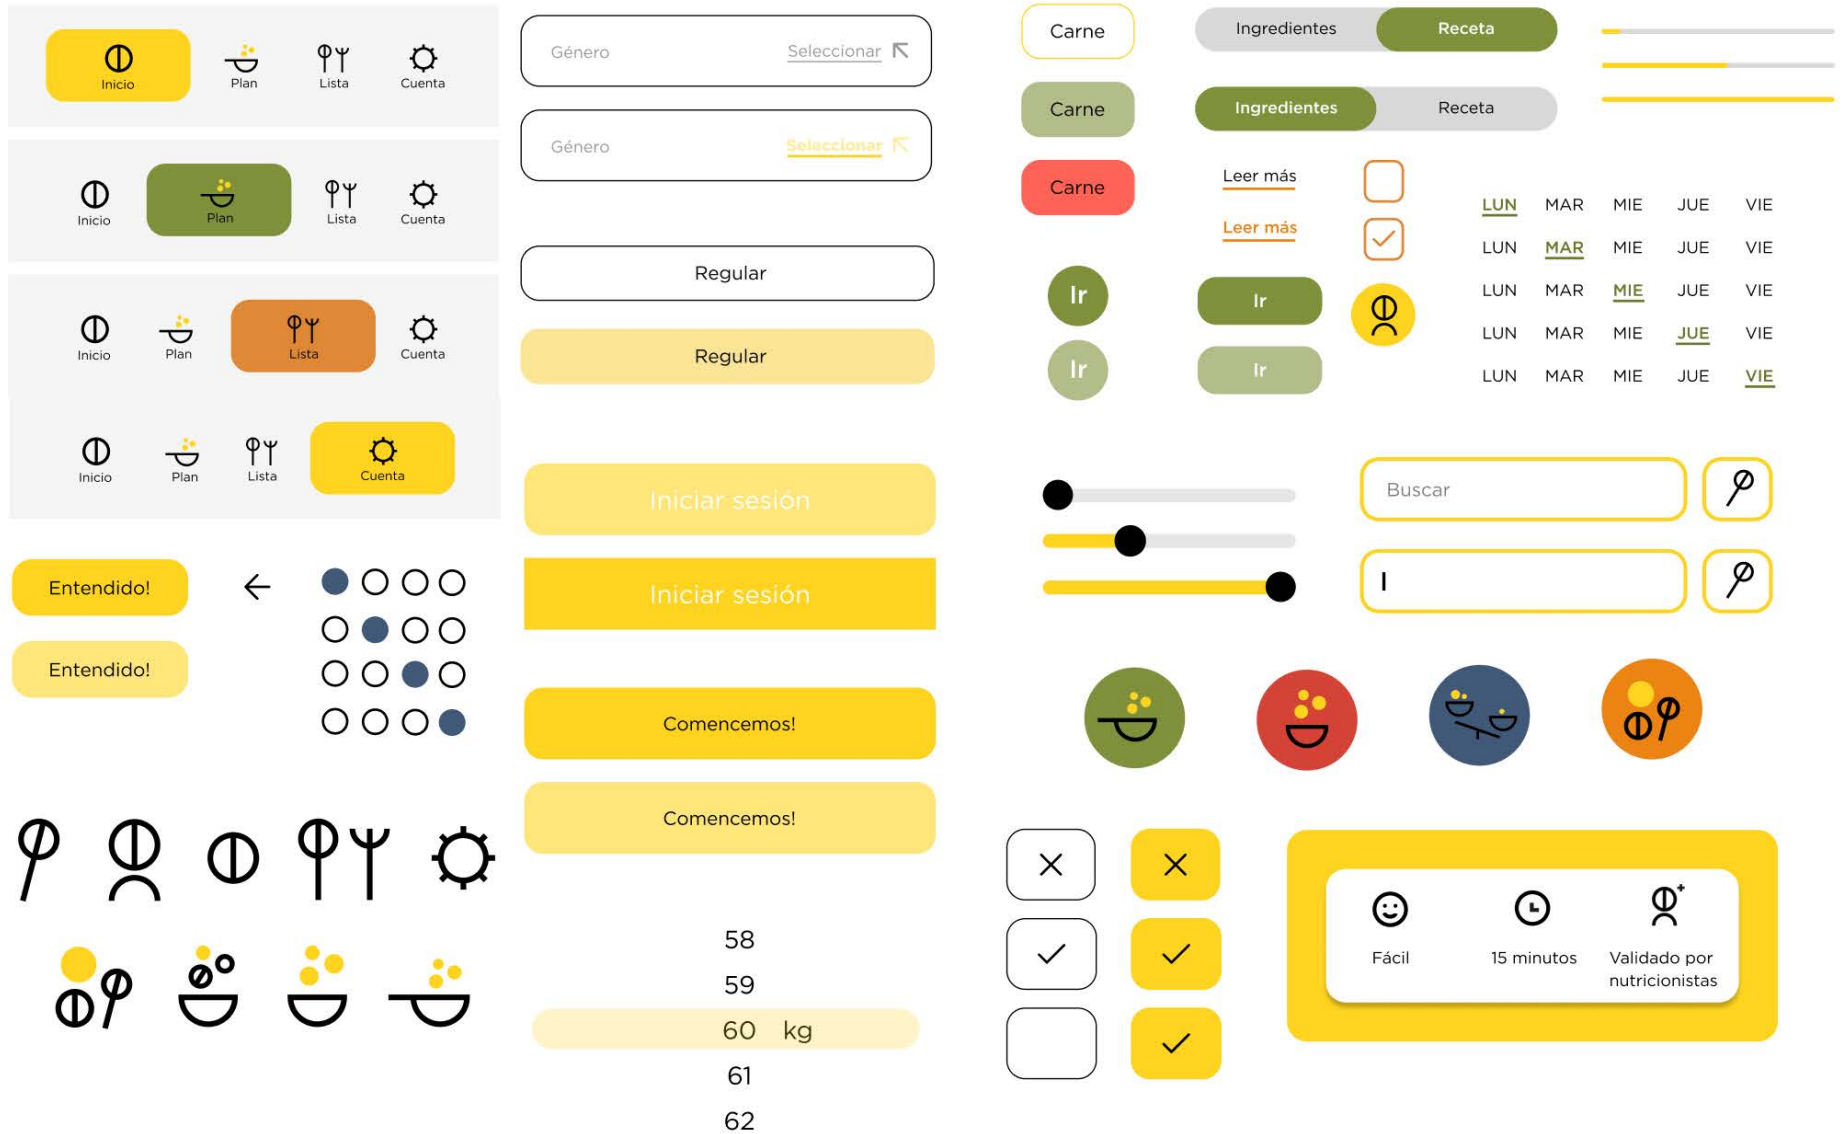 Inicio Plan Lista Cuenta
Inicio Plan Lista Cuenta
Inicio Plan Lista Cuenta
Inicio Plan Lista Cuenta
Entendido!
Entendido!
Género Seleccionar
Género Seleccionar
Regular
Regular
Iniciar sesión
Iniciar sesión
Comencemos!
Comencemos!
58
59
60 kg
61
62
Carne
Carne
Carne
Ingredientes Receta
Ingredientes Receta
Leer más
Leer más
Ir Ir
Ir Ir
LUN MAR MIE JUE VIE
LUN MAR MIE JUE VIE
LUN MAR MIE JUE VIE
LUN MAR MIE JUE VIE
LUN MAR MIE JUE VIE
Buscar
Fácil 15 minutos Validado por
nutricionistas